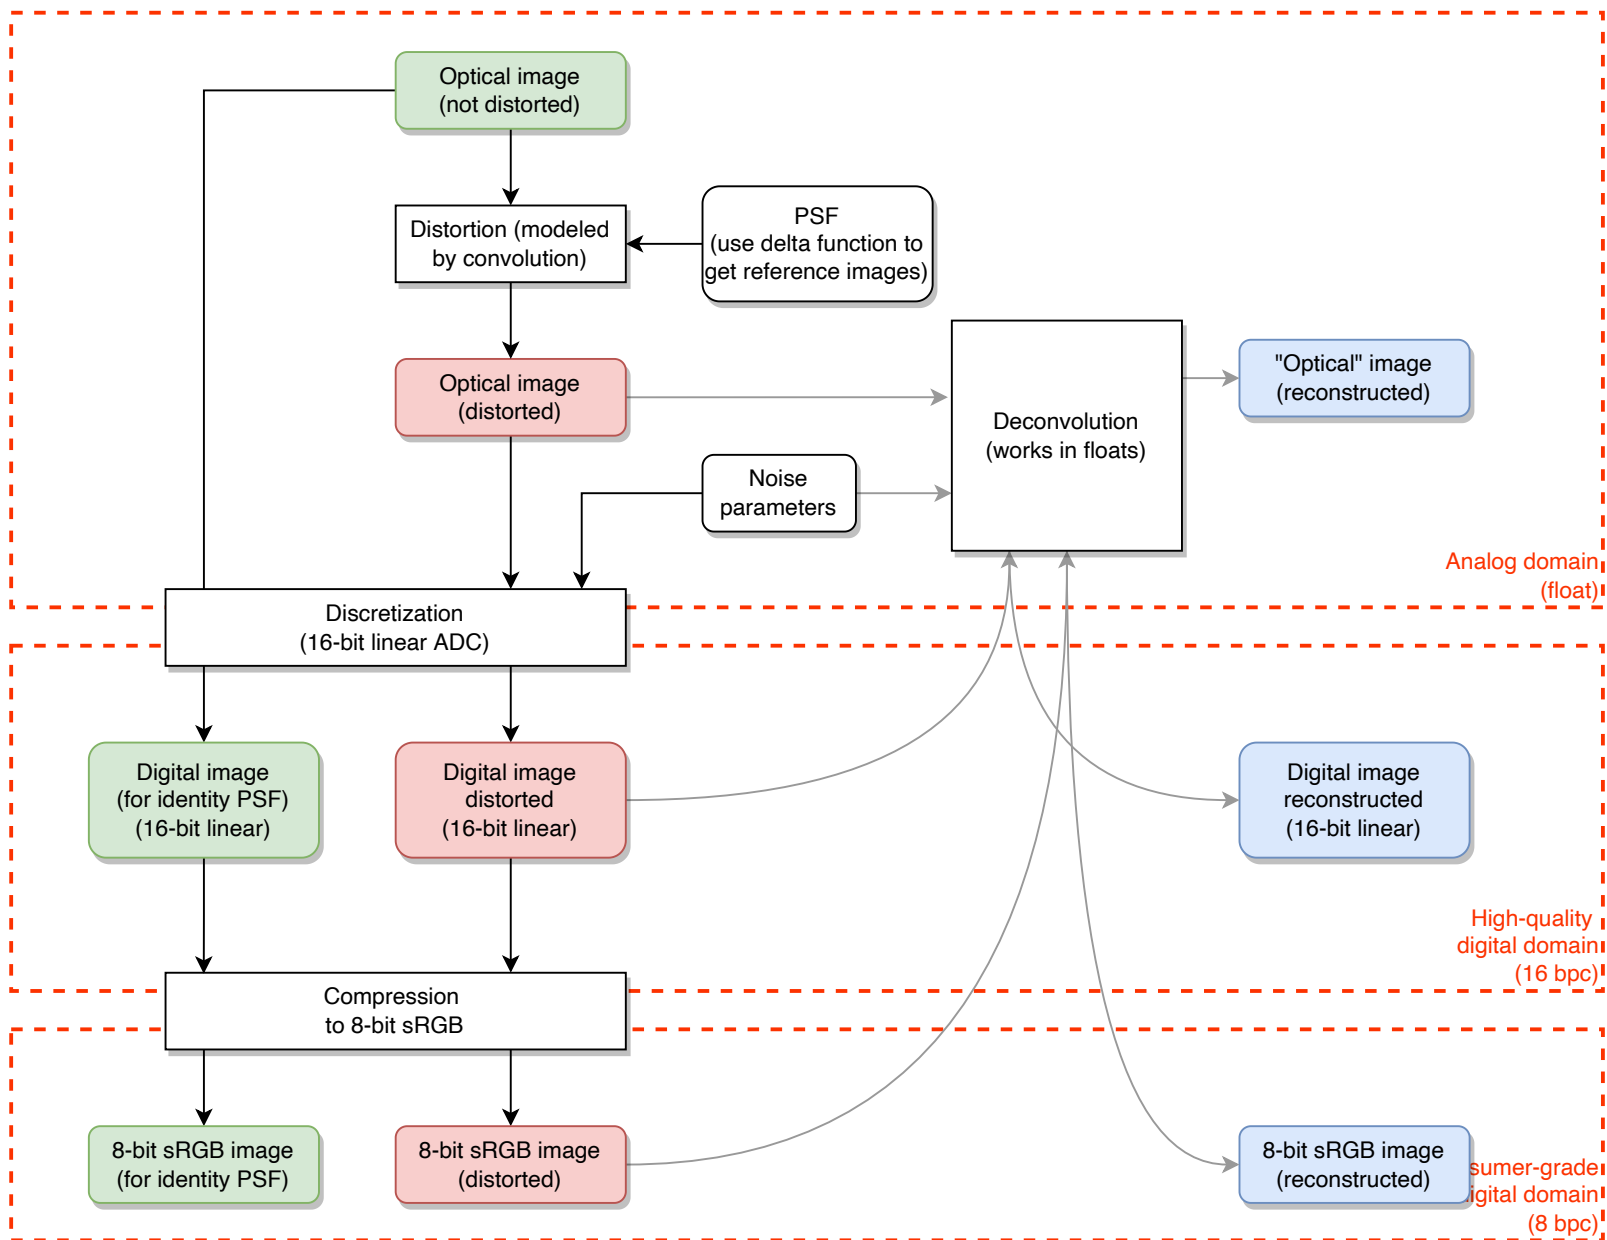 Optical image
(not distorted)
Distortion (modeled
by convolution)
PSF
(use delta function to
get reference images)
Optical image
(distorted)
Deconvolution
(works in floats)
"Optical" image
(reconstructed)
Noise
parameters
Analog domain
(float)
Discretization
(16-bit linear ADC)
Digital image
(for identity PSF)
(16-bit linear)
Digital image
distorted
(16-bit linear)
Digital image
reconstructed
(16-bit linear)
High-quality
digital domain
(16 bpc)
Compression
to 8-bit sRGB
8-bit sRGB image
(for identity PSF)
8-bit sRGB image
(distorted)
8-bit sRGB image
(reconstructed)
sumer-grade
igital domain
(8 bpc)